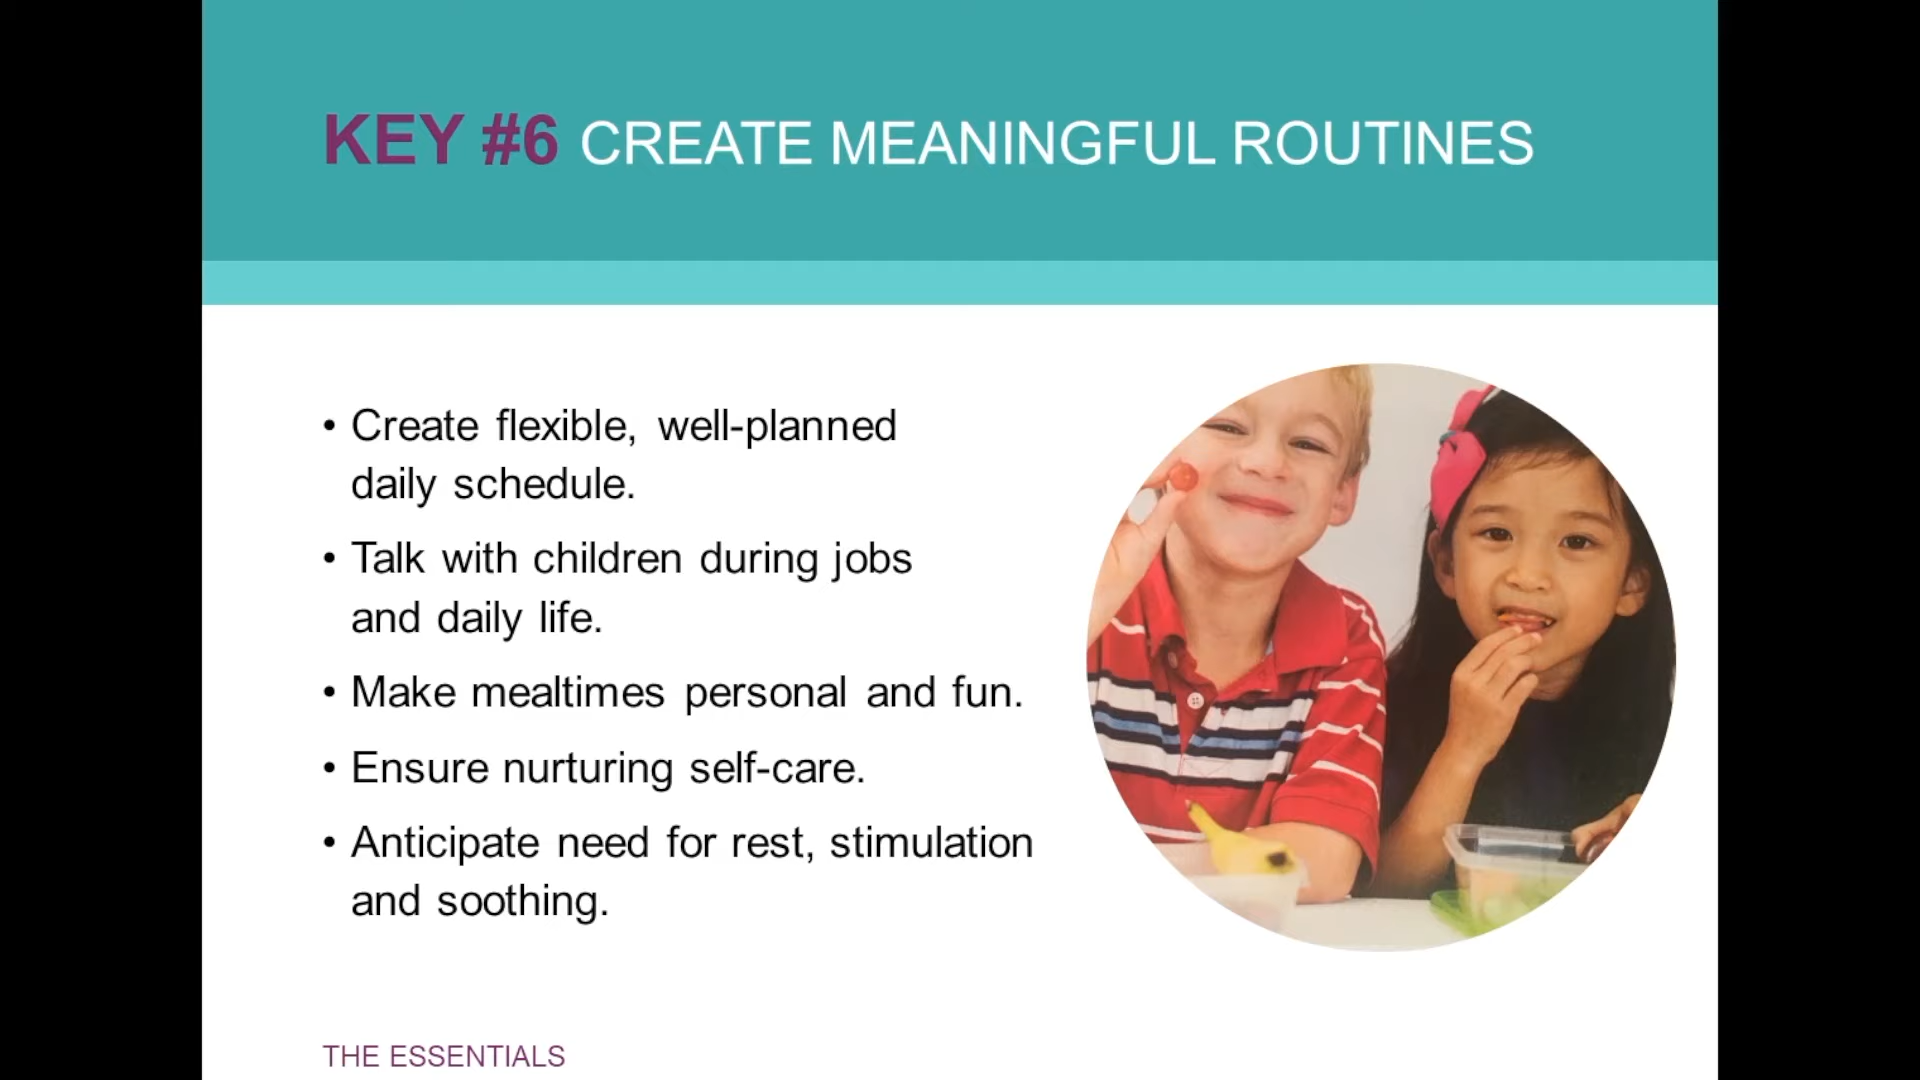 KEY #6 CREATE MEANINGFUL ROUTINES
• Create flexible, well-planned
daily schedule.
• Talk with children during jobs
and daily life.
• Make mealtimes personal and fun.
• Ensure nurturing self-care.
• Anticipate need for rest, stimulation
and soothing.
THE ESSENTIALS